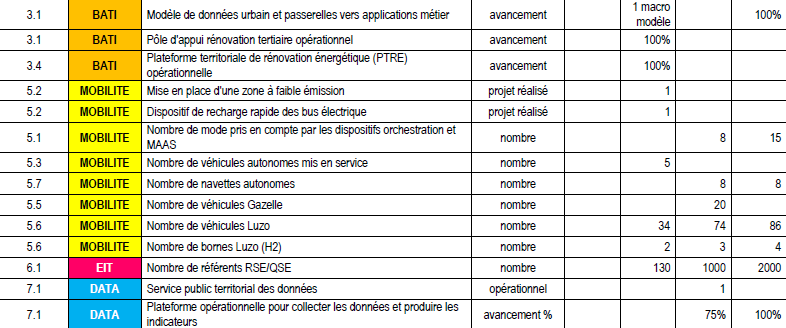 3.1 BATI Modèle de données urbain et passerelles vers applications métier avancement 1 macro modèle 100%
3.1 BATI Pôle d'appui rénovation tertiaire opérationnel avancement 100%
3.4 BATI Plateforme territoriale de rénovation énergétique (PTRE) opérationnelle avancement 100%
5.2 MOBILITE Mise en place d'une zone à faible émission projet réalisé 1
5.2 MOBILITE Dispositif de recharge rapide des bus électrique projet réalisé 1
5.1 MOBILITE Nombre de mode pris en compte par les dispositifs orchestration et MAAS nombre 8 15
5.3 MOBILITE Nombre de véhicules autonomes mis en service nombre 5
5.7 MOBILITE Nombre de navettes autonomes nombre 8 8
5.5 MOBILITE Nombre de véhicules Gazelle nombre 20
5.6 MOBILITE Nombre de véhicules Luzo nombre 34 74 86
5.6 MOBILITE Nombre de bornes Luzo (H2) nombre 2 3 4
6.1 EIT Nombre de référents RSE/QSE nombre 130 1000 2000
7.1 DATA Service public territorial des données opérationnel 1
7.1 DATA Plateforme opérationnelle pour collecter les données et produire les indicateurs avancement % 75% 100%